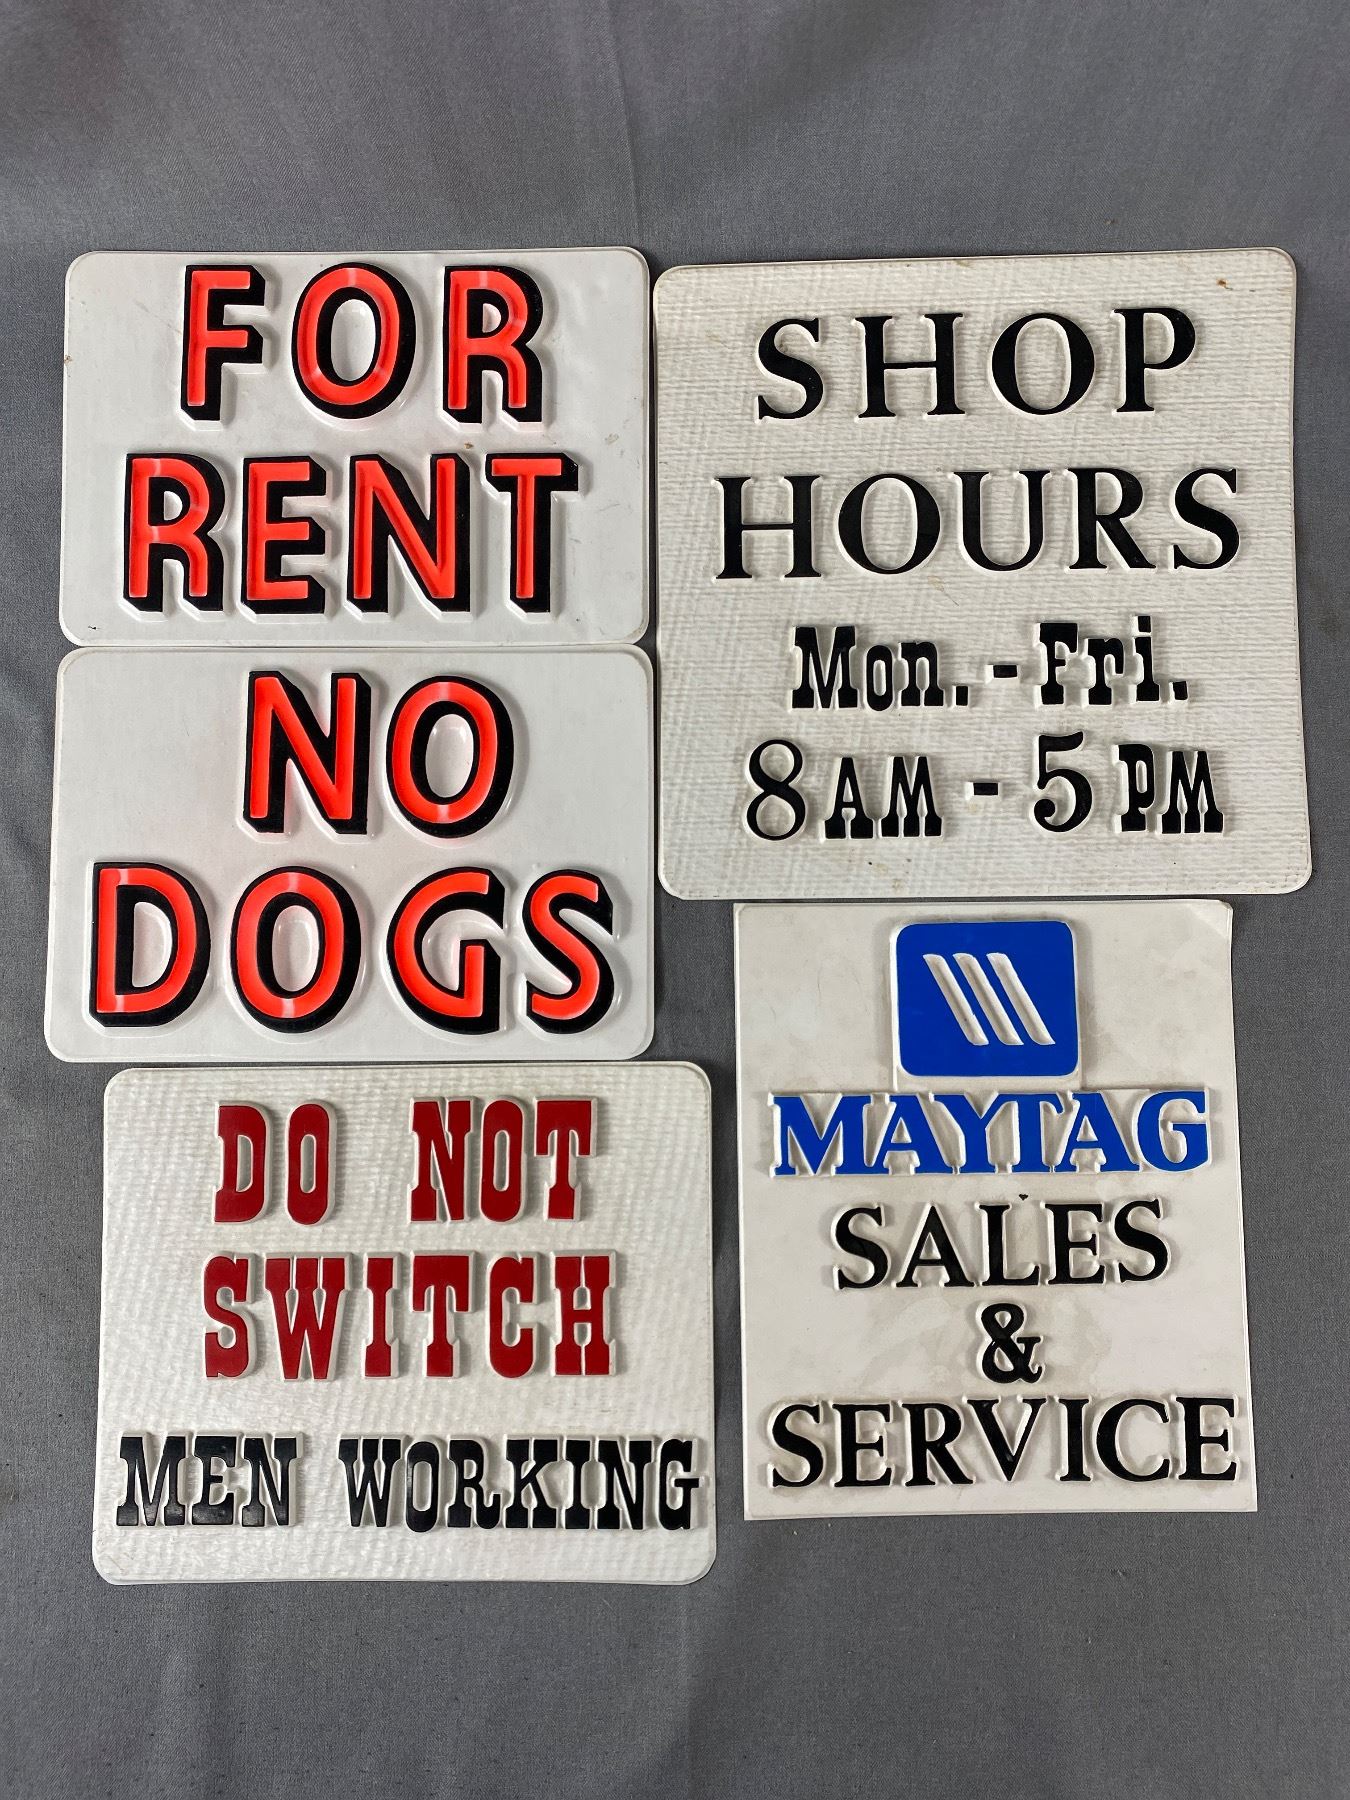 FOR
RENT
NO
DOGS
DO NOT
SWITCH
MEN WORKING
SHOP
HOURS
Mon.-Fri.
8 AM - 5 PM
MAYTAG
SALES
&
SERVICE